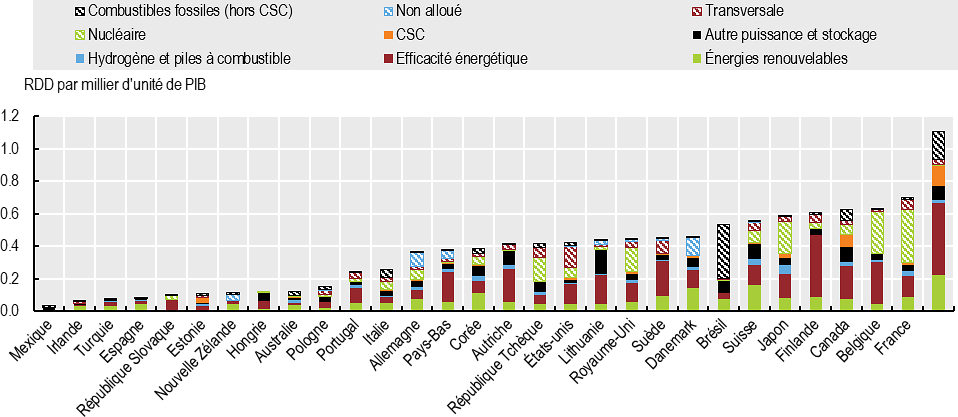 Combustibles fossiles (hors CSC) Non alloué Transversale
Nucléaire CSC Autre puissance et stockage
Hydrogène et piles à combustible Efficacité énergétique Énergies renouvelables
RDD par millier d'unité de PIB
1.2
1.0
0.8
0.6
0.4
0.2
0.0
Mexique
Irlande
Turquie
Espagne
République Slovaque
Estonie
Nouvelle Zélande
Hongrie
Australie
Pologne
Portugal
Italie
Allemagne
Pays-Bas
Corée
Autriche
République Tchèque
États-unis
Lithuanie
Royaume-Uni
Suède
Danemark
Brésil
Suisse
Japon
Finlande
Canada
Belgique
France